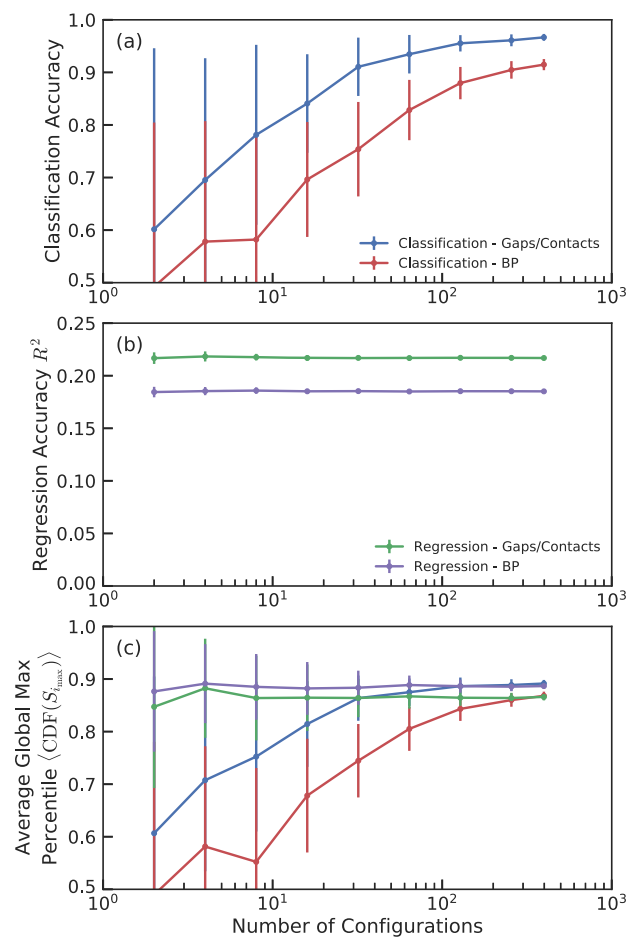 (a)
Classification Accuracy
1.0
0.9
0.8
0.7
0.6
0.5
Classification - Gaps/Contacts
Classification - BP
10^0 10^1 10^2 10^3
(b)
Regression Accuracy R^2
0.25
0.20
0.15
0.10
0.05
0.00
Regression - Gaps/Contacts
Regression - BP
10^0 10^1 10^2 10^3
(c)
Average Global Max
Percentile ⟨CDF(S_{i_max})⟩
1.0
0.9
0.8
0.7
0.6
0.5
10^0 10^1 10^2 10^3
Number of Configurations